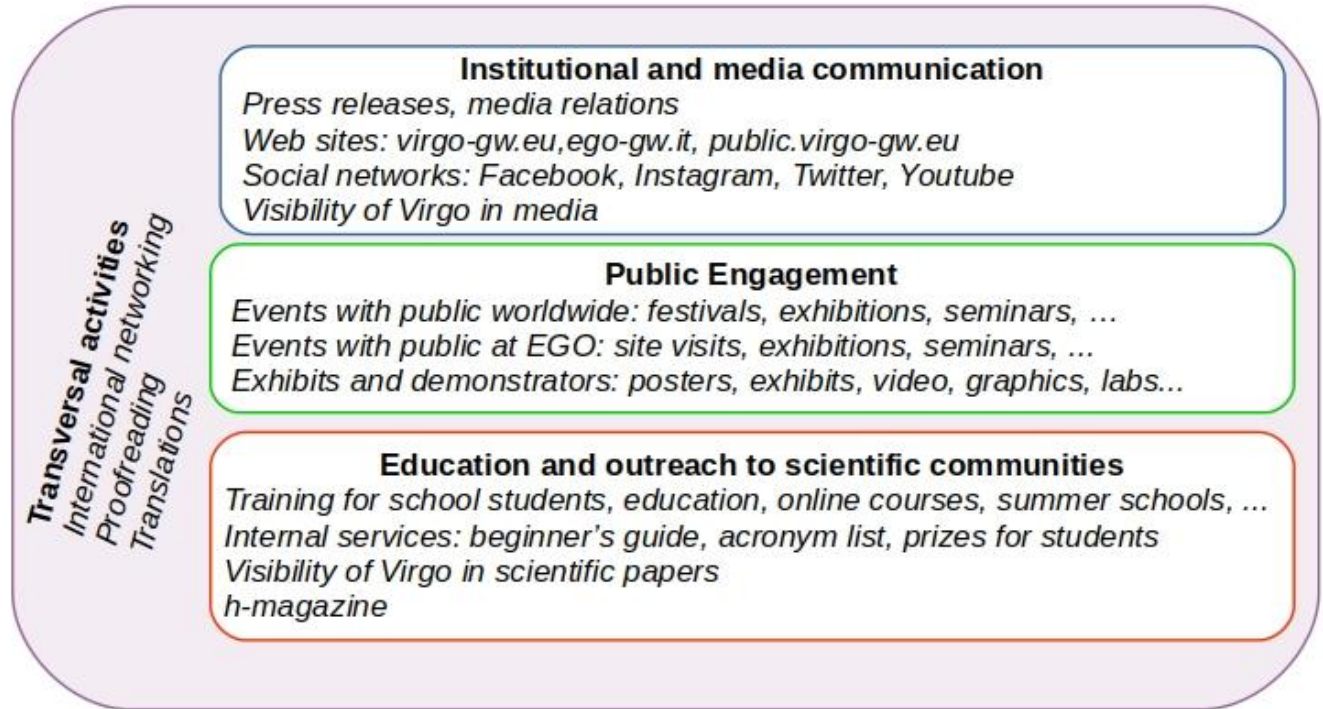 Transversal activities
International networking
Proofreading
Translations
Institutional and media communication
Press releases, media relations
Web sites: virgo-gw.eu,ego-gw.it, public.virgo-gw.eu
Social networks: Facebook, Instagram, Twitter, Youtube
Visibility of Virgo in media
Public Engagement
Events with public worldwide: festivals, exhibitions, seminars, …
Events with public at EGO: site visits, exhibitions, seminars, ...
Exhibits and demonstrators: posters, exhibits, video, graphics, labs...
Education and outreach to scientific communities
Training for school students, education, online courses, summer schools, ...
Internal services: beginner’s guide, acronym list, prizes for students
Visibility of Virgo in scientific papers
h-magazine